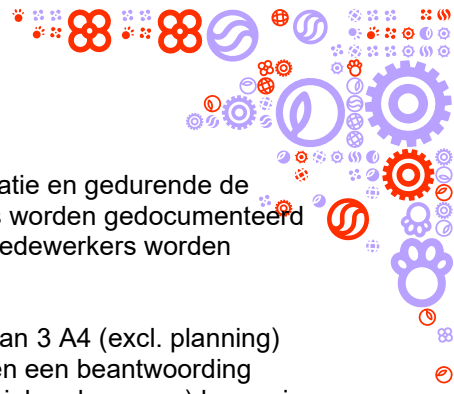 atie en gedurende de
s worden gedocumenteerd
edewerkers worden
an 3 A4 (excl. planning)
en een beantwoording